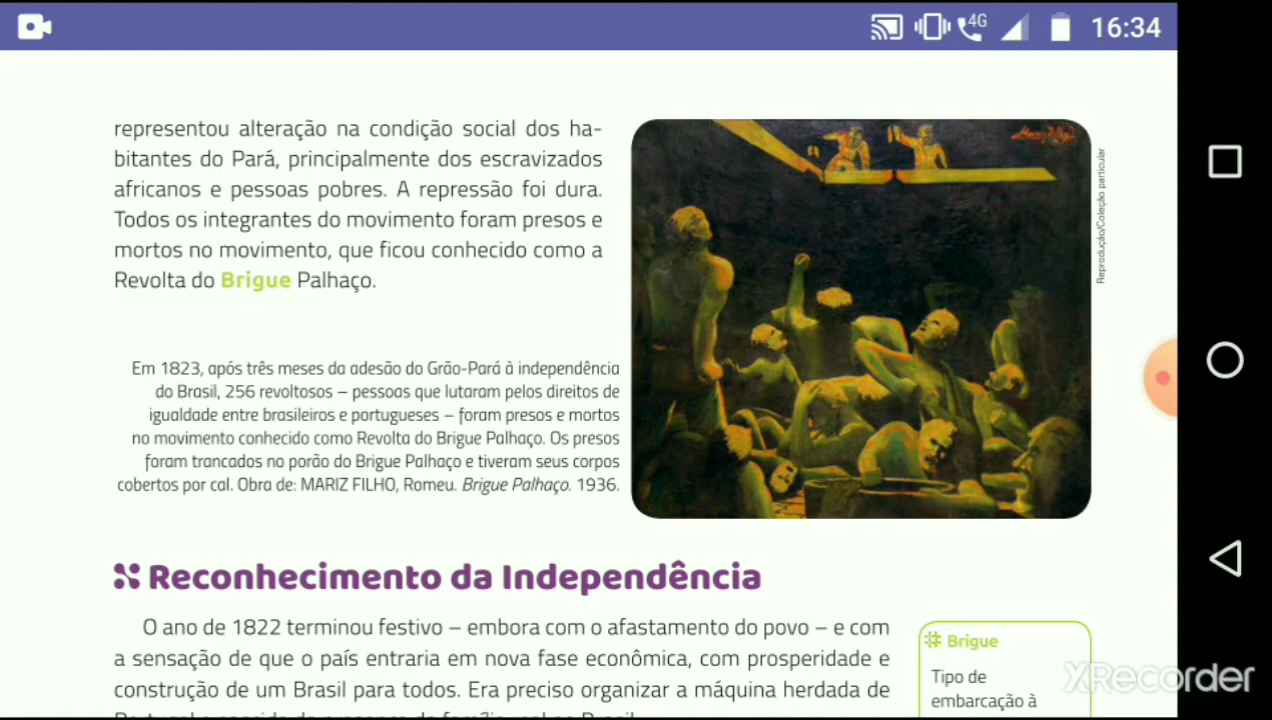 4G 16:34
representou alteração na condição social dos ha-
bitantes do Pará, principalmente dos escravizados
africanos e pessoas pobres. A repressão foi dura.
Todos os integrantes do movimento foram presos e
mortos no movimento, que ficou conhecido como a
Revolta do Brigue Palhaço.
Reprodução/Coleção particular
Em 1823, após três meses da adesão do Grão-Pará à independência
do Brasil, 256 revoltosos – pessoas que lutaram pelos direitos de
igualdade entre brasileiros e portugueses – foram presos e mortos
no movimento conhecido como Revolta do Brigue Palhaço. Os presos
foram trancados no porão do Brigue Palhaço e tiveram seus corpos
cobertos por cal. Obra de: MARIZ FILHO, Romeu. Brigue Palhaço. 1936.
Reconhecimento da Independência
O ano de 1822 terminou festivo – embora com o afastamento do povo – e com
a sensação de que o país entraria em nova fase econômica, com prosperidade e
construção de um Brasil para todos. Era preciso organizar a máquina herdada de
# Brigue
Tipo de
embarcação à
XRecorder